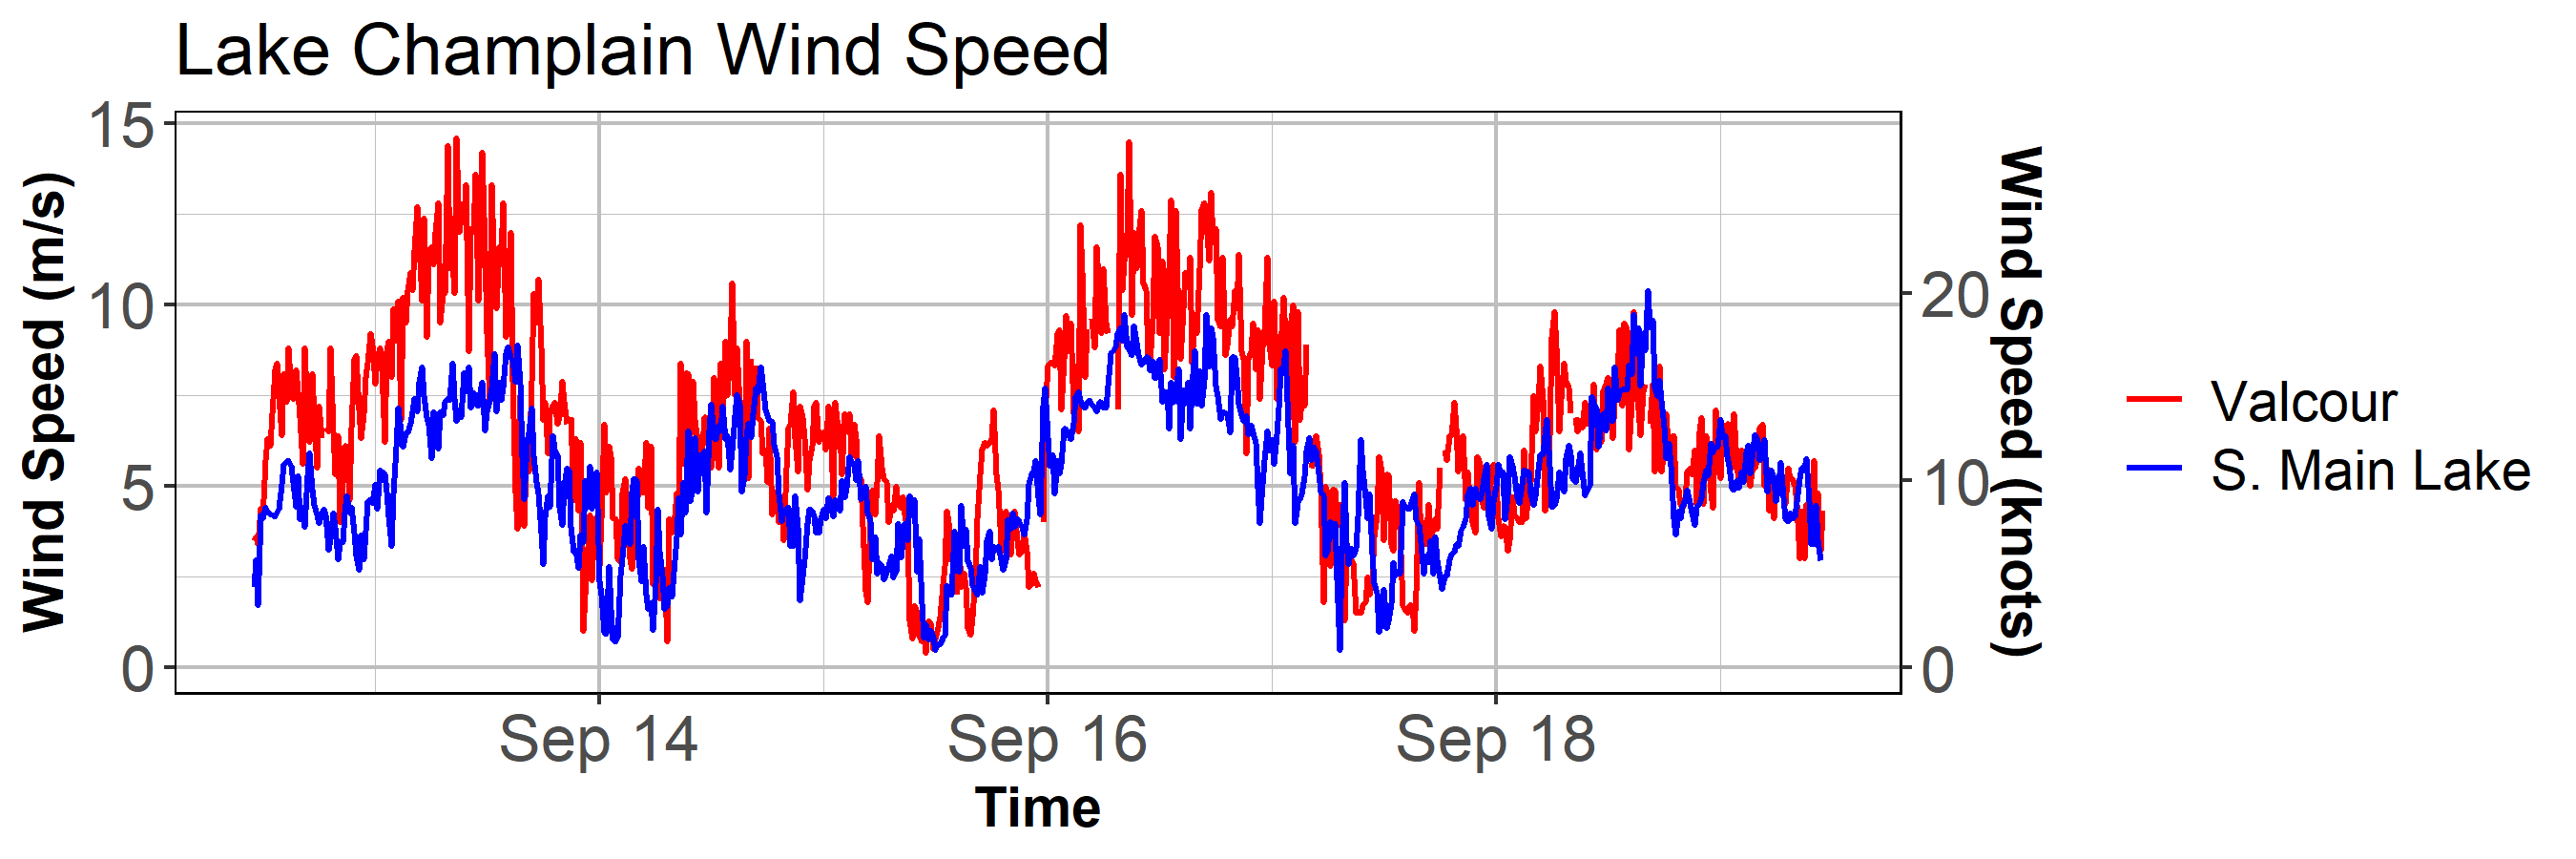 Lake Champlain Wind Speed
Wind Speed (m/s)
15
10
5
0
Sep 14
Sep 16
Sep 18
Time
20
10
0
Wind Speed (knots)
Valcour
S. Main Lake